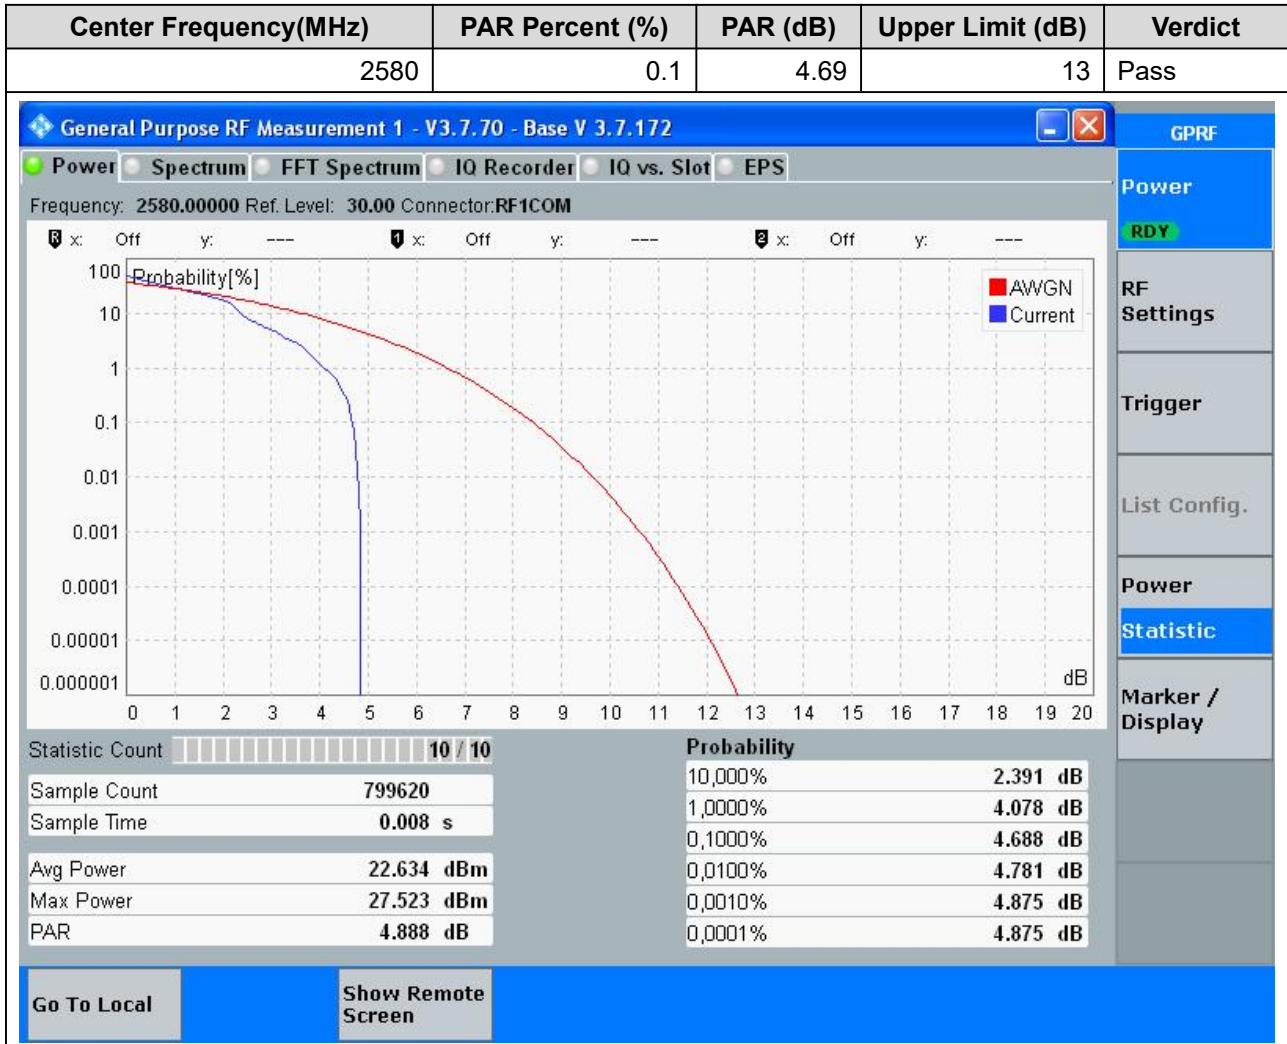 Center Frequency(MHz) PAR Percent (%) PAR (dB) Upper Limit (dB) Verdict
2580 0.1 4.69 13 Pass
General Purpose RF Measurement 1 - V3.7.70 - Base V 3.7.172
GPRF
Power Spectrum FFT Spectrum IQ Recorder IQ vs. Slot EPS
Frequency: 2580.00000 Ref. Level: 30.00 Connector:RF1COM
R x: Off y: --- 1 x: Off y: --- 2 x: Off y: ---
Probability[%]
AWGN
Current
100
10
1
0.1
0.01
0.001
0.0001
0.00001
0.000001
dB
0 1 2 3 4 5 6 7 8 9 10 11 12 13 14 15 16 17 18 19 20
Statistic Count 10 / 10
Sample Count 799620
Sample Time 0.008 s
Avg Power 22.634 dBm
Max Power 27.523 dBm
PAR 4.888 dB
Probability
10,000% 2.391 dB
1,0000% 4.078 dB
0,1000% 4.688 dB
0,0100% 4.781 dB
0,0010% 4.875 dB
0,0001% 4.875 dB
Power
RDY
RF
Settings
Trigger
List Config.
Power
Statistic
Marker /
Display
Go To Local
Show Remote
Screen